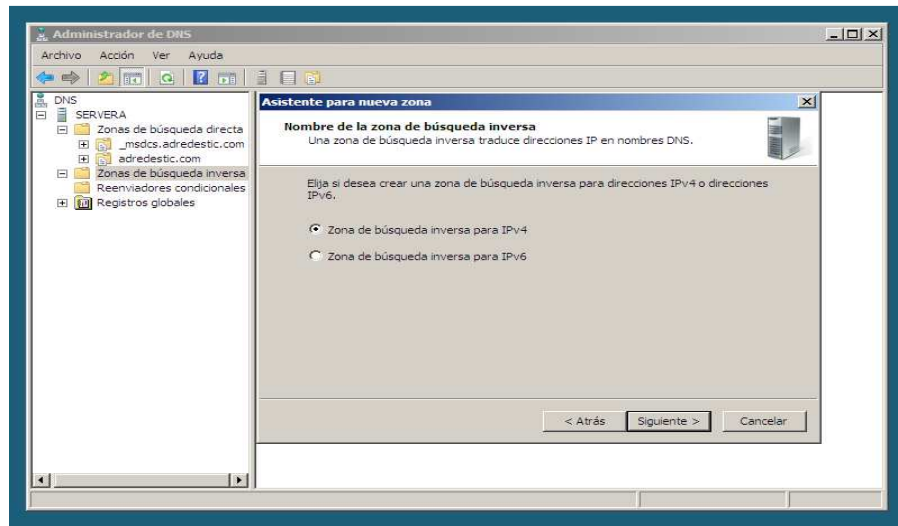 Administrador de DNS
Archivo Acción Ver Ayuda
DNS
SERVERA
Zonas de búsqueda directa
_msdcs.adredestic.com
adredestic.com
Zonas de búsqueda inversa
Reenviadores condicionales
Registros globales
Asistente para nueva zona
Nombre de la zona de búsqueda inversa
Una zona de búsqueda inversa traduce direcciones IP en nombres DNS.
Elija si desea crear una zona de búsqueda inversa para direcciones IPv4 o direcciones
IPv6.
Zona de búsqueda inversa para IPv4
Zona de búsqueda inversa para IPv6
< Atrás Siguiente > Cancelar